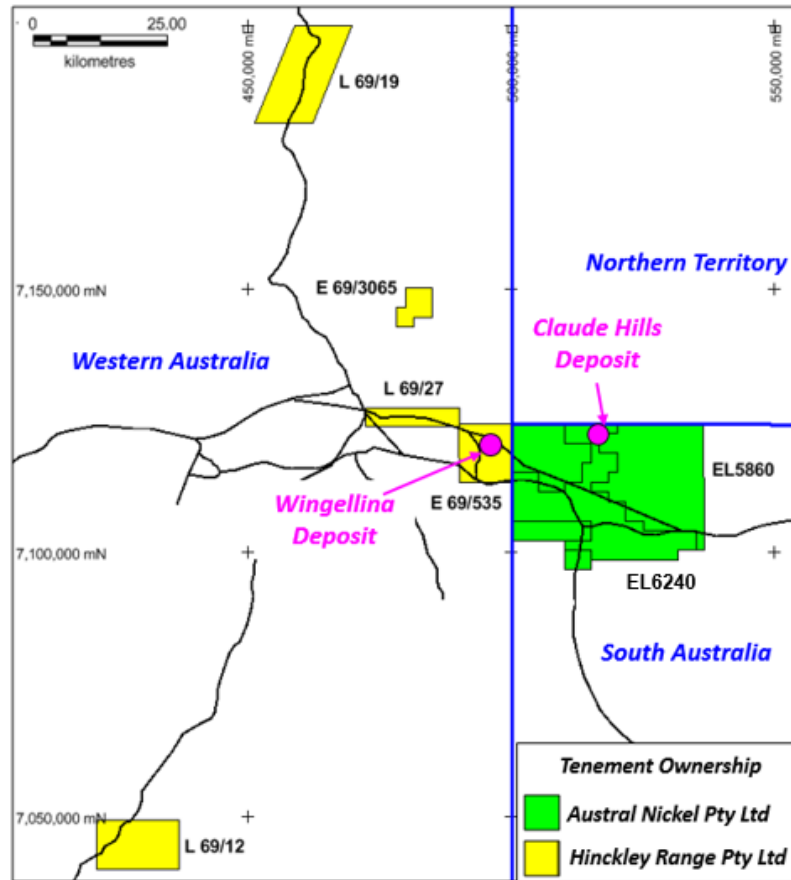 0 25.00
kilometres
450,000 mE
500,000 mE
550,000 mE
L 69/19
Northern Territory
7,150,000 mN
E 69/3065
Claude Hills
Deposit
Western Australia
L 69/27
EL5860
Wingellina
Deposit
E 69/535
7,100,000 mN
EL6240
South Australia
Tenement Ownership
7,050,000 mN
Austral Nickel Pty Ltd
L 69/12
Hinckley Range Pty Ltd